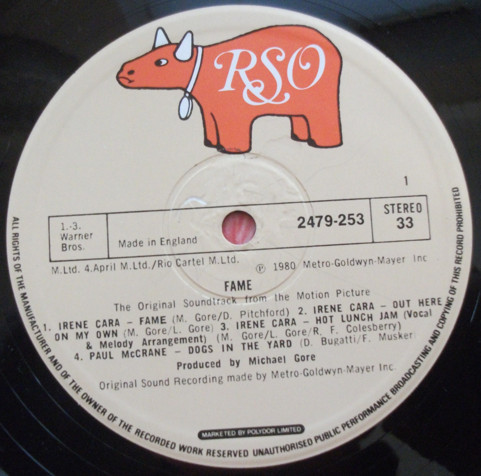 RSO
1
1.-3.
Warner
Bros.
Made in England
2479-253
STEREO
33
M.Ltd. 4.April M.Ltd./Rio Cartel M.Ltd.
℗ 1980 Metro-Goldwyn-Mayer Inc
FAME
The Original Soundtrack from the Motion Picture
1. IRENE CARA - FAME (M. Gore/D. Pitchford) 2. IRENE CARA - OUT HERE
ON MY OWN (M. Gore/L. Gore) 3. IRENE CARA - HOT LUNCH JAM (Vocal
& Melody Arrangement) (M. Gore/L. Gore/R. F. Colesberry)
4. PAUL McCRANE - DOGS IN THE YARD (D. Bugatti/F. Musker)
Produced by Michael Gore
Original Sound Recording made by Metro-Goldwyn-Mayer Inc.
MARKETED BY POLYDOR LIMITED
ALL RIGHTS OF THE MANUFACTURER AND OF THE OWNER OF THE RECORDED WORK RESERVED UNAUTHORISED PUBLIC PERFORMANCE BROADCASTING AND COPYING OF THIS RECORD PROHIBITED